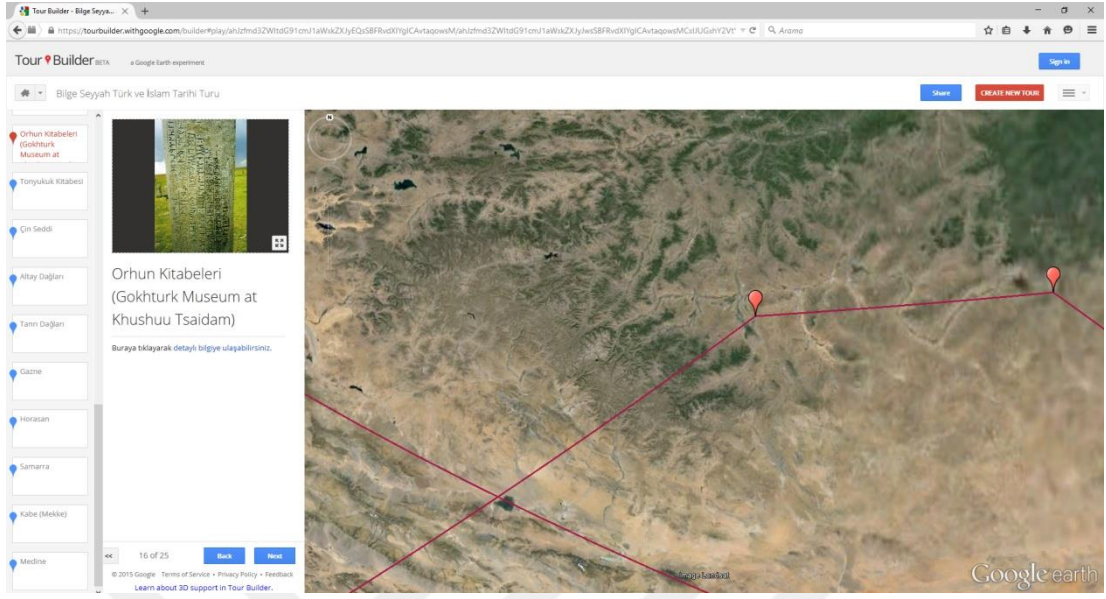 Tour Builder - Bilge Seyya...
https://tourbuilder.withgoogle.com/builder#play/
Arama
Tour Builder BETA a Google Earth experiment
Sign in
Bilge Seyyah Türk ve İslam Tarihi Turu
Share
CREATE NEW TOUR
Orhun Kitabeleri
(Gokhturk
Museum at
Tonyukuk Kitabesi
Çin Seddi
Altay Dağları
Tanrı Dağları
Gazne
Horasan
Samarra
Kabe (Mekke)
Medine
Orhun Kitabeleri
(Gokhturk Museum at
Khushuu Tsaidam)
Buraya tıklayarak detaylı bilgiye ulaşabilirsiniz.
<< 16 of 25 Back Next
© 2015 Google Terms of Service • Privacy Policy • Feedback
Learn about 3D support in Tour Builder.
N
Image Landsat
Google earth